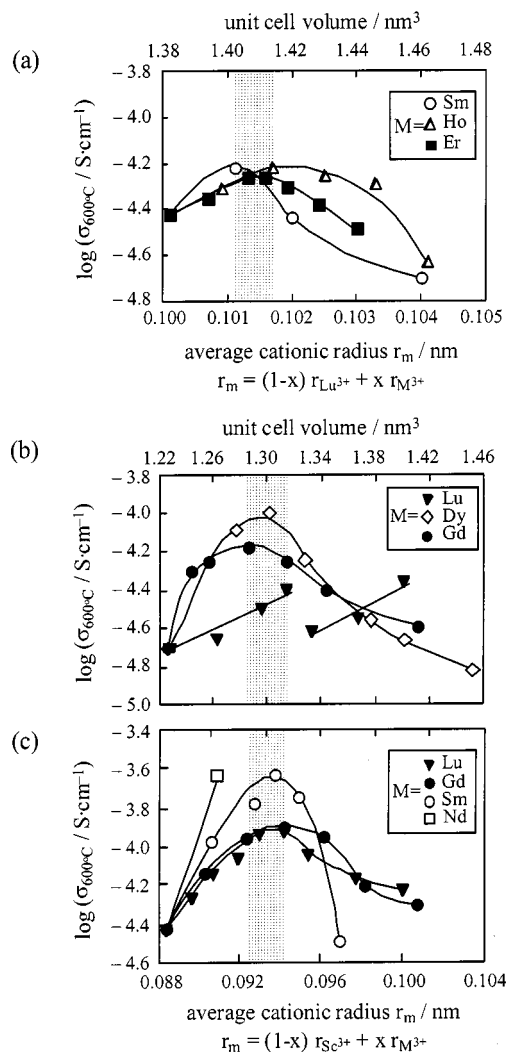 unit cell volume / nm³
(a)
1.38 1.40 1.42 1.44 1.46 1.48
− 3.8
− 4.0
− 4.2
− 4.4
− 4.6
− 4.8
log (σ600°C / S·cm⁻¹)
M=
Sm
Ho
Er
0.100 0.101 0.102 0.103 0.104 0.105
average cationic radius rm / nm
rm = (1-x) rLu³⁺ + x rM³⁺
unit cell volume / nm³
(b)
1.22 1.26 1.30 1.34 1.38 1.42 1.46
− 3.8
− 4.0
− 4.2
− 4.4
− 4.6
− 4.8
− 5.0
log (σ600°C / S·cm⁻¹)
M=
Lu
Dy
Gd
(c)
− 3.4
− 3.6
− 3.8
− 4.0
− 4.2
− 4.4
− 4.6
log (σ600°C / S·cm⁻¹)
M=
Lu
Gd
Sm
Nd
0.088 0.092 0.096 0.100 0.104
average cationic radius rm / nm
rm = (1-x) rSc³⁺ + x rM³⁺